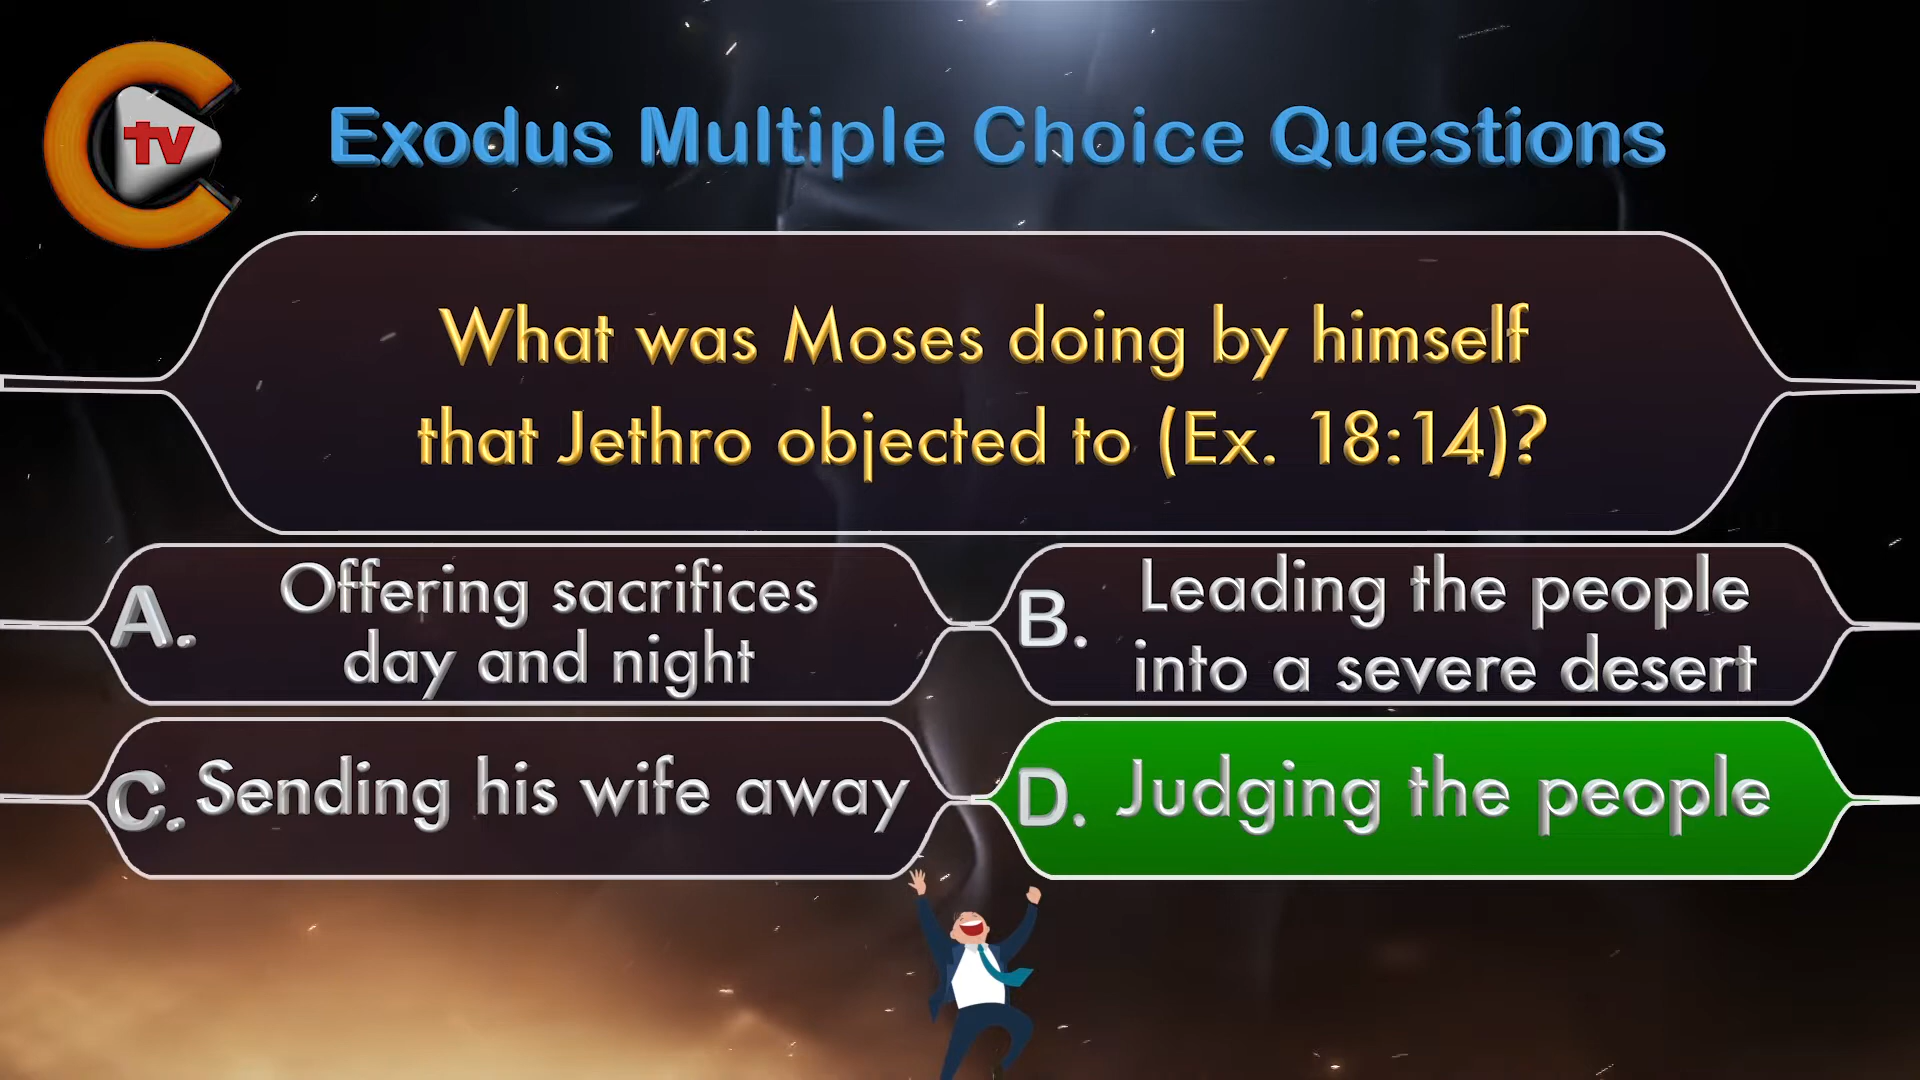 tv
Exodus Multiple Choice Questions
What was Moses doing by himself
that Jethro objected to (Ex. 18:14)?
A. Offering sacrifices
day and night
B. Leading the people
into a severe desert
C. Sending his wife away
D. Judging the people